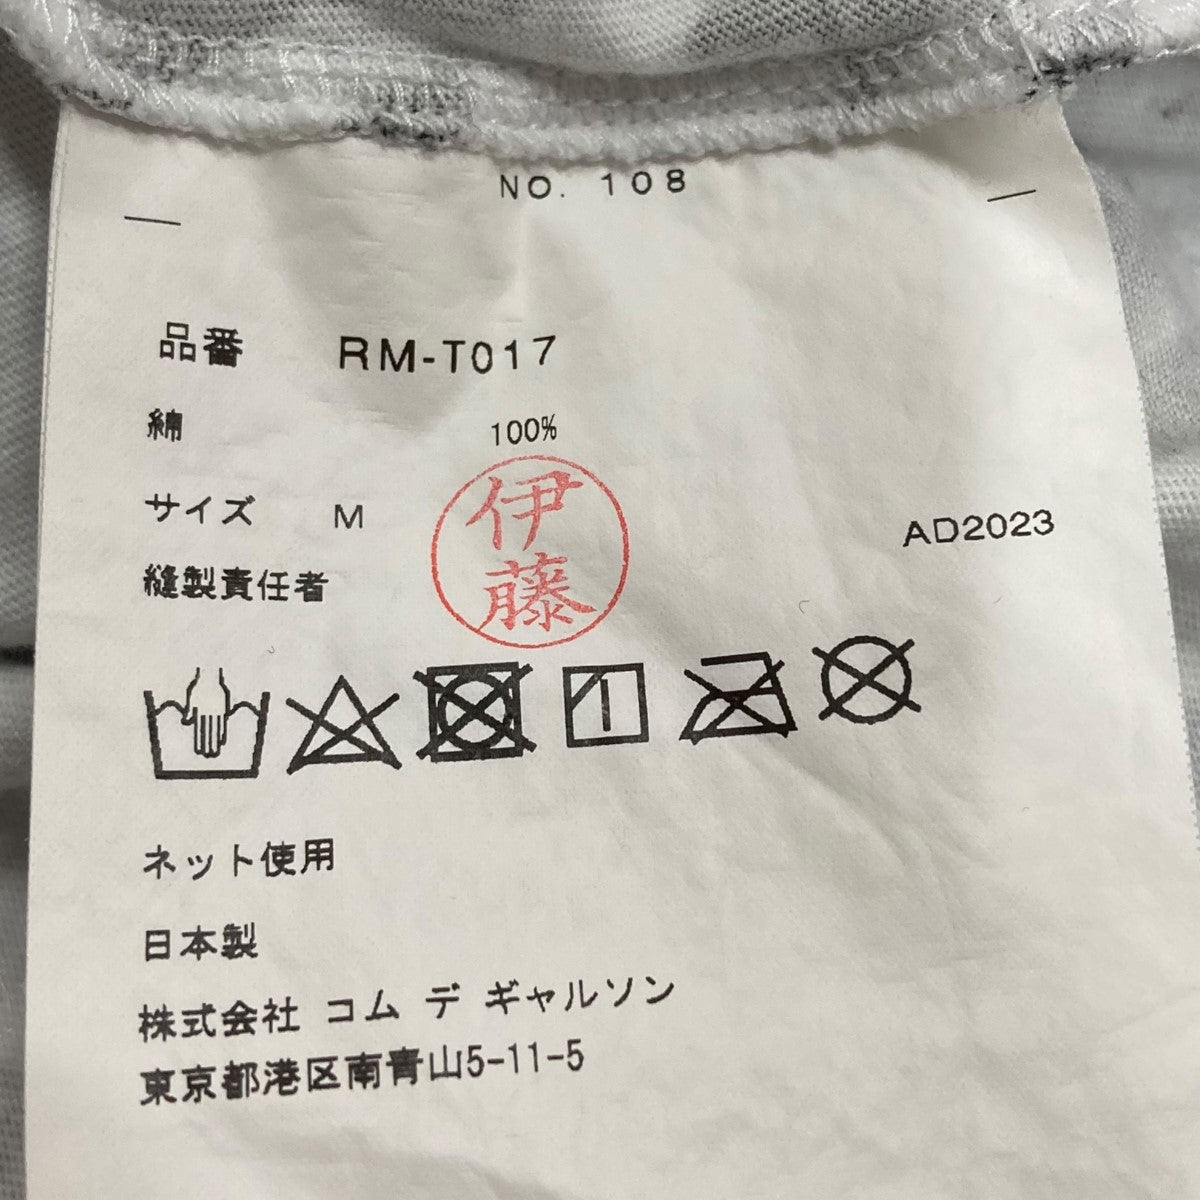 NO. 108
品番 RM-T017
綿 100%
サイズ M
AD2023
縫製責任者
伊
藤
ネット使用
日本製
株式会社 コム デ ギャルソン
東京都港区南青山5-11-5